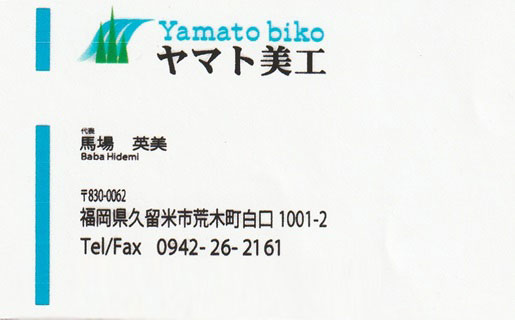 Yamato biko
ヤマト美工
代表
馬場 英美
Baba Hidemi
〒830-0062
福岡県久留米市荒木町白口 1001-2
Tel/Fax 0942-26-2161